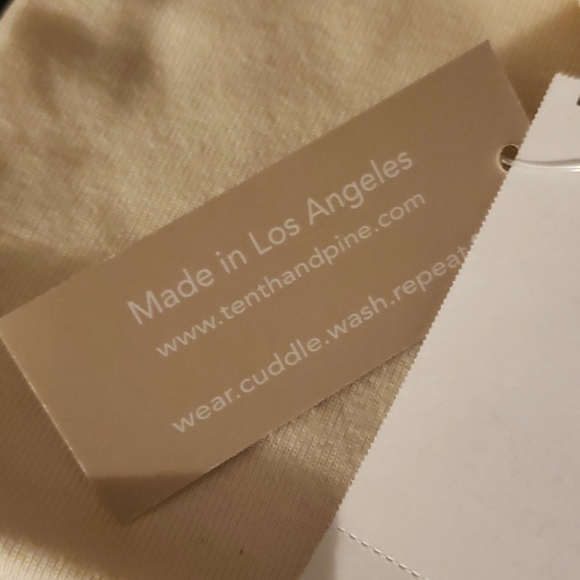 Made in Los Angeles
www.tenthandpine.com
wear.cuddle.wash.repeat